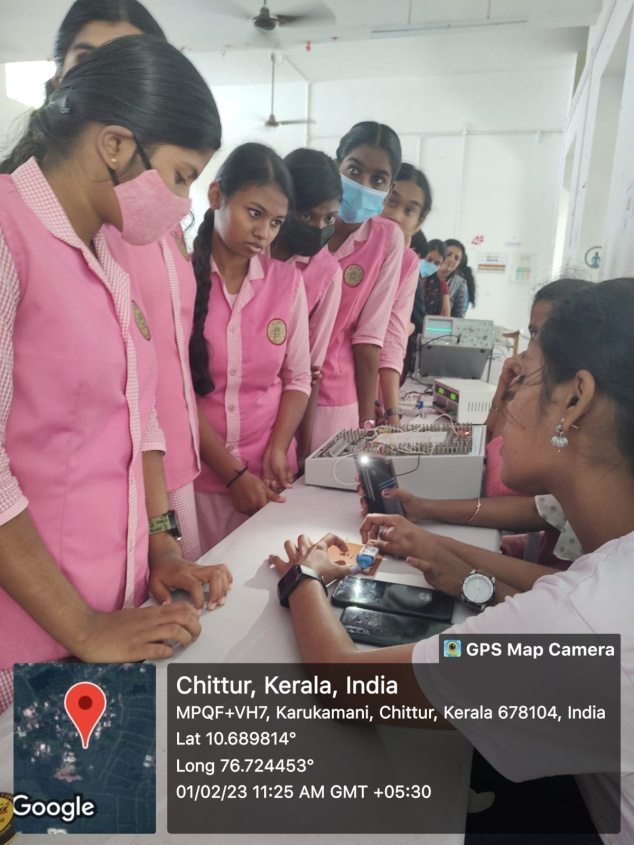 GPS Map Camera
Chittur, Kerala, India
MPQF+VH7, Karukamani, Chittur, Kerala 678104, India
Lat 10.689814°
Long 76.724453°
01/02/23 11:25 AM GMT +05:30
Google